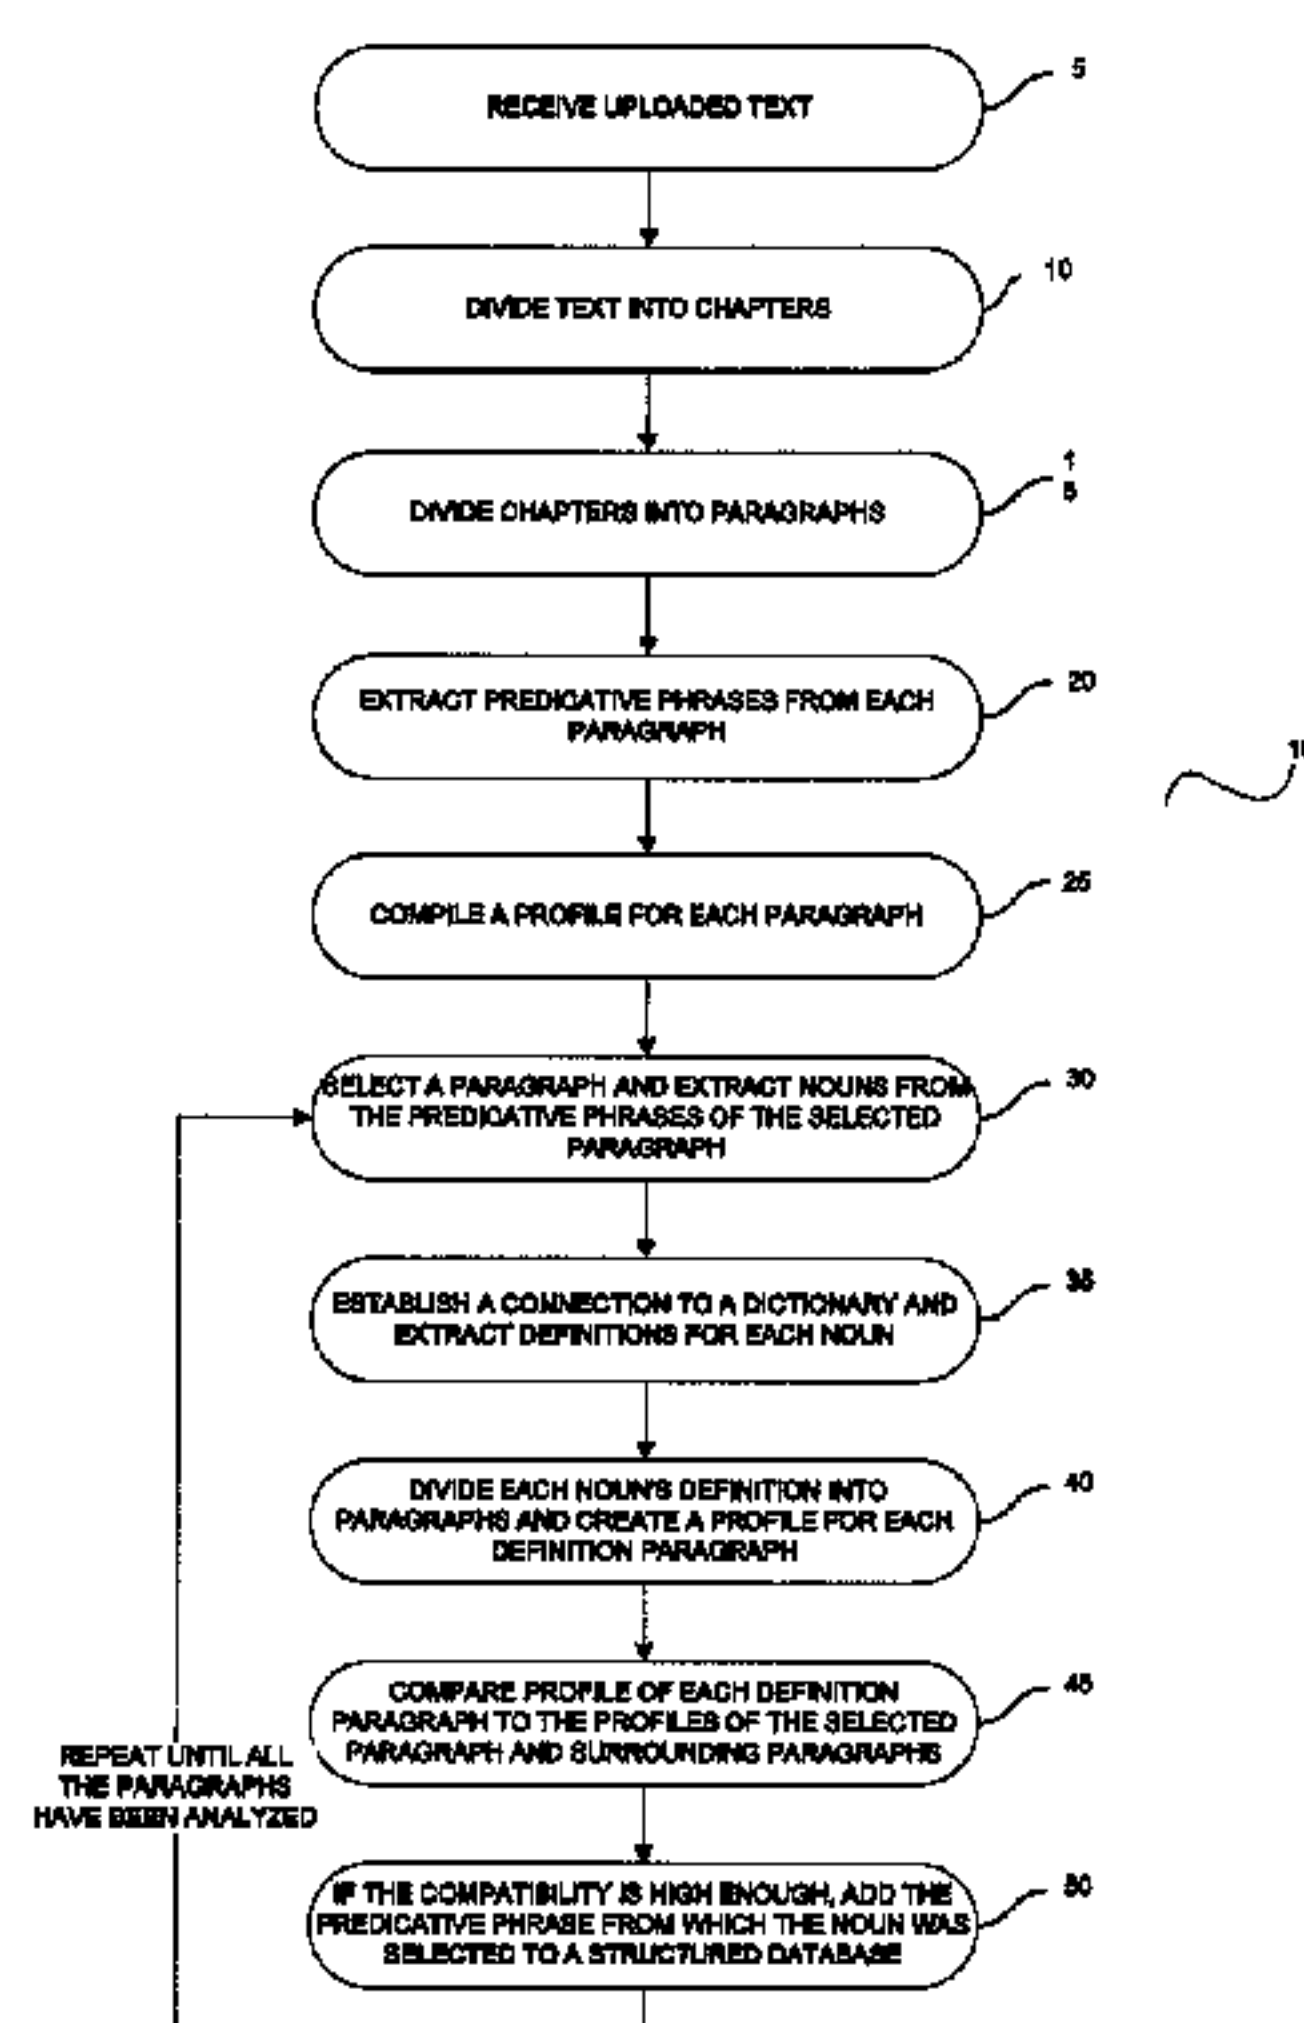 RECEIVE UPLOADED TEXT
5
DIVIDE TEXT INTO CHAPTERS
10
DIVIDE CHAPTERS INTO PARAGRAPHS
1
5
EXTRACT PREDICATIVE PHRASES FROM EACH
PARAGRAPH
20
COMPILE A PROFILE FOR EACH PARAGRAPH
25
SELECT A PARAGRAPH AND EXTRACT NOUNS FROM
THE PREDICATIVE PHRASES OF THE SELECTED
PARAGRAPH
30
ESTABLISH A CONNECTION TO A DICTIONARY AND
EXTRACT DEFINITIONS FOR EACH NOUN
35
DIVIDE EACH NOUN'S DEFINITION INTO
PARAGRAPHS AND CREATE A PROFILE FOR EACH
DEFINITION PARAGRAPH
40
COMPARE PROFILE OF EACH DEFINITION
PARAGRAPH TO THE PROFILES OF THE SELECTED
PARAGRAPH AND SURROUNDING PARAGRAPHS
45
REPEAT UNTIL ALL
THE PARAGRAPHS
HAVE BEEN ANALYZED
IF THE COMPATIBILITY IS HIGH ENOUGH, ADD THE
PREDICATIVE PHRASE FROM WHICH THE NOUN WAS
SELECTED TO A STRUCTURED DATABASE
50